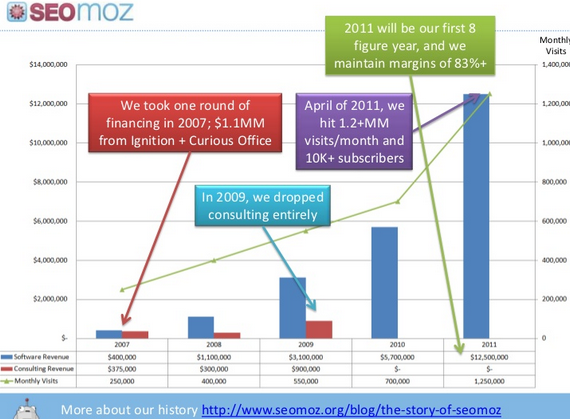 SEOmoz
2011 will be our first 8
figure year, and we
maintain margins of 83%+
Monthly
Visits
$14,000,000
1,400,000
We took one round of
financing in 2007; $1.1MM
from Ignition + Curious Office
April of 2011, we
hit 1.2+MM
visits/month and
10K+ subscribers
$12,000,000
1,200,000
$10,000,000
1,000,000
In 2009, we dropped
consulting entirely
$8,000,000
800,000
$6,000,000
600,000
$4,000,000
400,000
$2,000,000
200,000
$-
0
2007 2008 2009 2010 2011
Software Revenue $400,000 $1,100,000 $3,100,000 $5,700,000 $12,500,000
Consulting Revenue $375,000 $300,000 $900,000 $- $-
Monthly Visits 250,000 400,000 550,000 700,000 1,250,000
More about our history http://www.seomoz.org/blog/the-story-of-seomoz